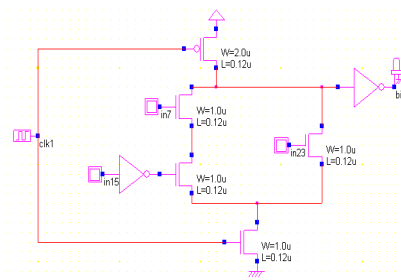 W=2.0u
L=0.12u
in7
W=1.0u
L=0.12u
bi
clk1
in23
W=1.0u
L=0.12u
in15
W=1.0u
L=0.12u
W=1.0u
L=0.12u